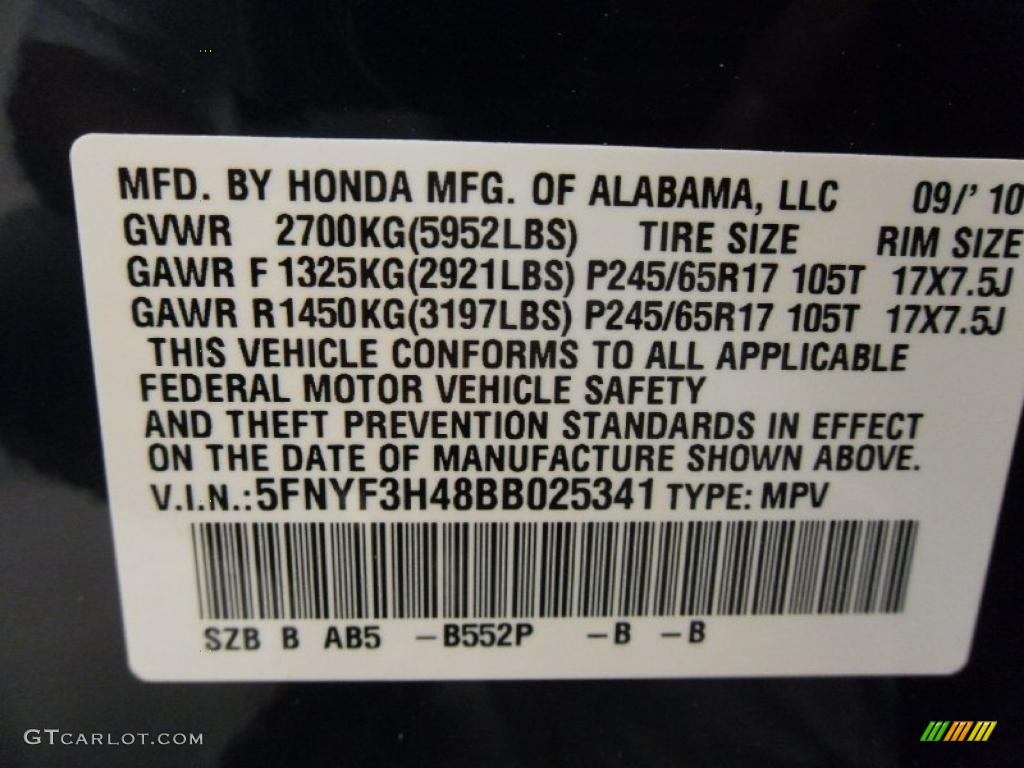 MFD. BY HONDA MFG. OF ALABAMA, LLC 09/'10
GVWR 2700KG(5952LBS) TIRE SIZE RIM SIZE
GAWR F 1325KG(2921LBS) P245/65R17 105T 17X7.5J
GAWR R 1450KG(3197LBS) P245/65R17 105T 17X7.5J
THIS VEHICLE CONFORMS TO ALL APPLICABLE
FEDERAL MOTOR VEHICLE SAFETY
AND THEFT PREVENTION STANDARDS IN EFFECT
ON THE DATE OF MANUFACTURE SHOWN ABOVE.
V.I.N.:5FNYF3H48BB025341 TYPE: MPV
SZB B AB5 -B552P -B -B
GTCARLOT.COM